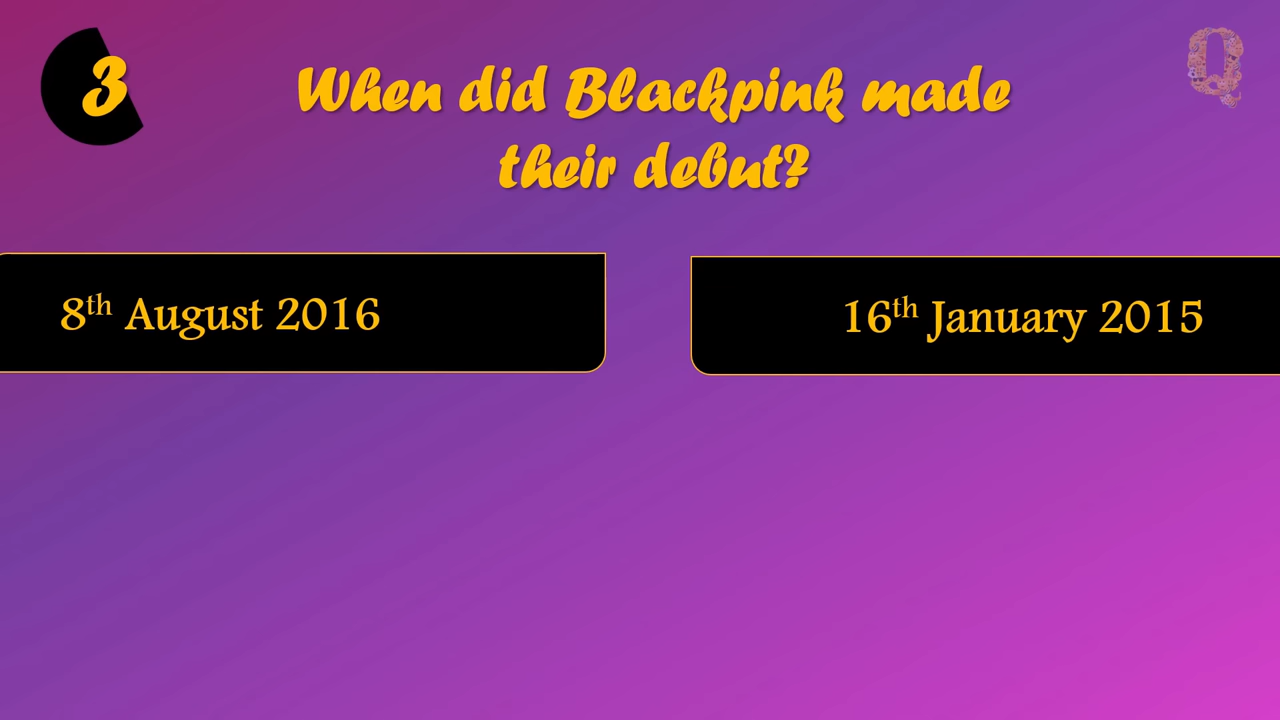 3
When did Blackpink made
their debut?
8th August 2016
16th January 2015
Q